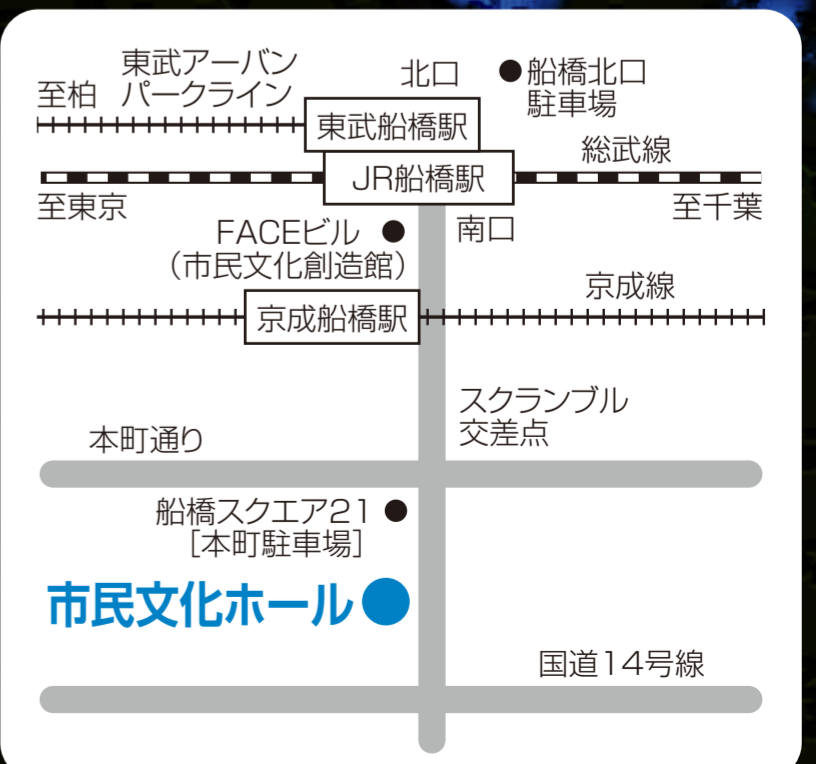 東武アーバン
パークライン
至柏
北口
●船橋北口
駐車場
東武船橋駅
総武線
JR船橋駅
至東京
至千葉
FACEビル ●
（市民文化創造館）
南口
京成線
京成船橋駅
スクランブル
交差点
本町通り
船橋スクエア21 ●
［本町駐車場］
市民文化ホール●
国道14号線